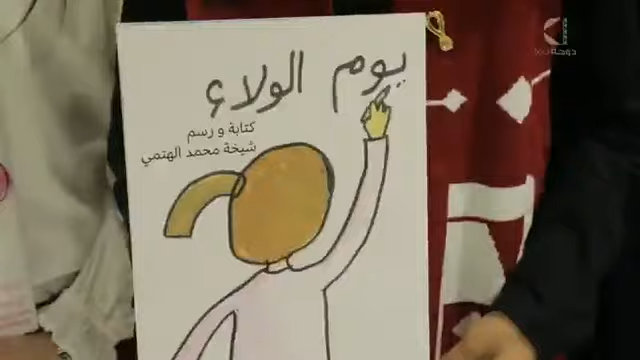 يوم الولاء
كتابة و رسم
شيخة محمد الهتمي